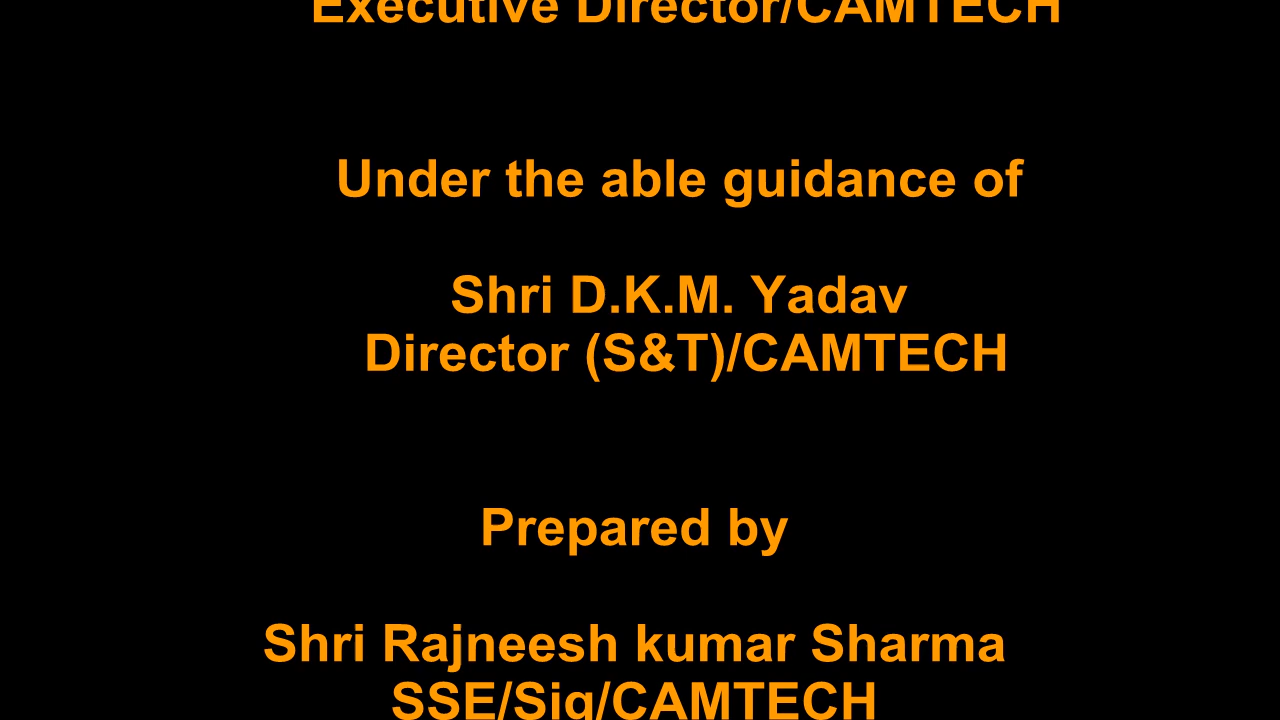 Executive Director/CAMTECH
Under the able guidance of
Shri D.K.M. Yadav
Director (S&T)/CAMTECH
Prepared by
Shri Rajneesh kumar Sharma
SSE/Sig/CAMTECH